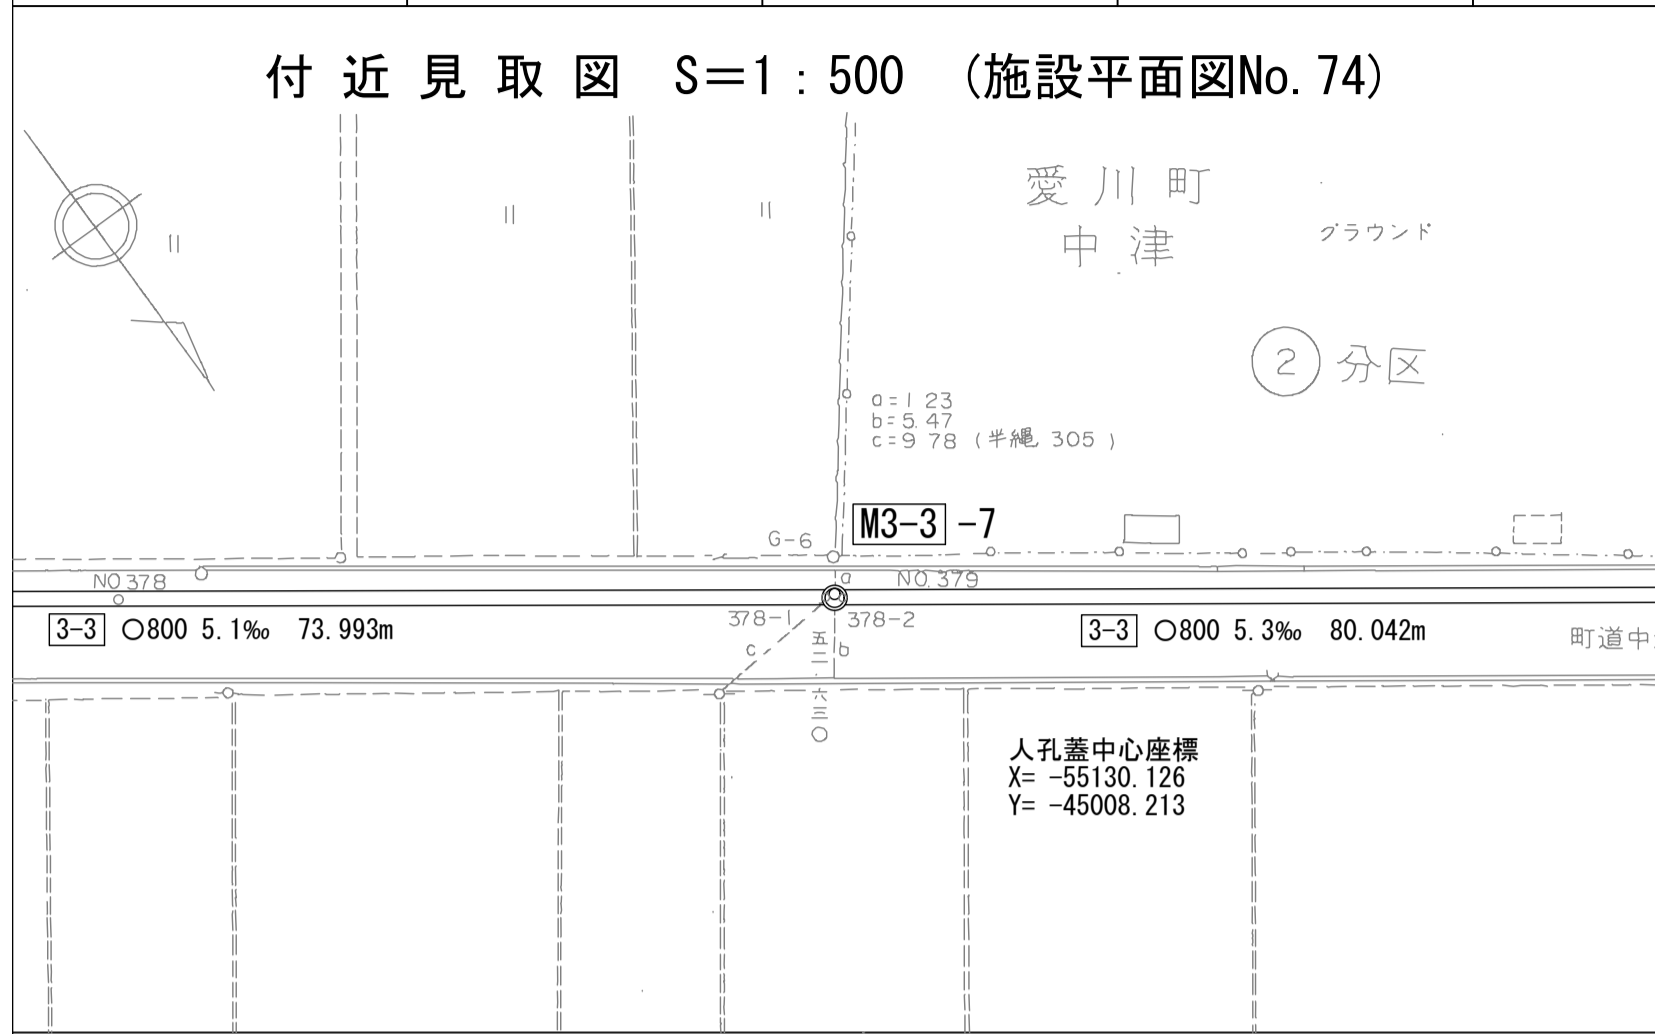 付近見取図 S=1:500 (施設平面図No.74)
愛川町
中津
グラウンド
② 分区
a=1 23
b=5.47
c=9 78 (半縄 305 )
M3-3 -7
G-6
NO 378
a
NO.379
3-3 ○800 5.1‰ 73.993m
378-1
378-2
c
b
五二.六三〇
3-3 ○800 5.3‰ 80.042m
町道中
人孔蓋中心座標
X= -55130.126
Y= -45008.213